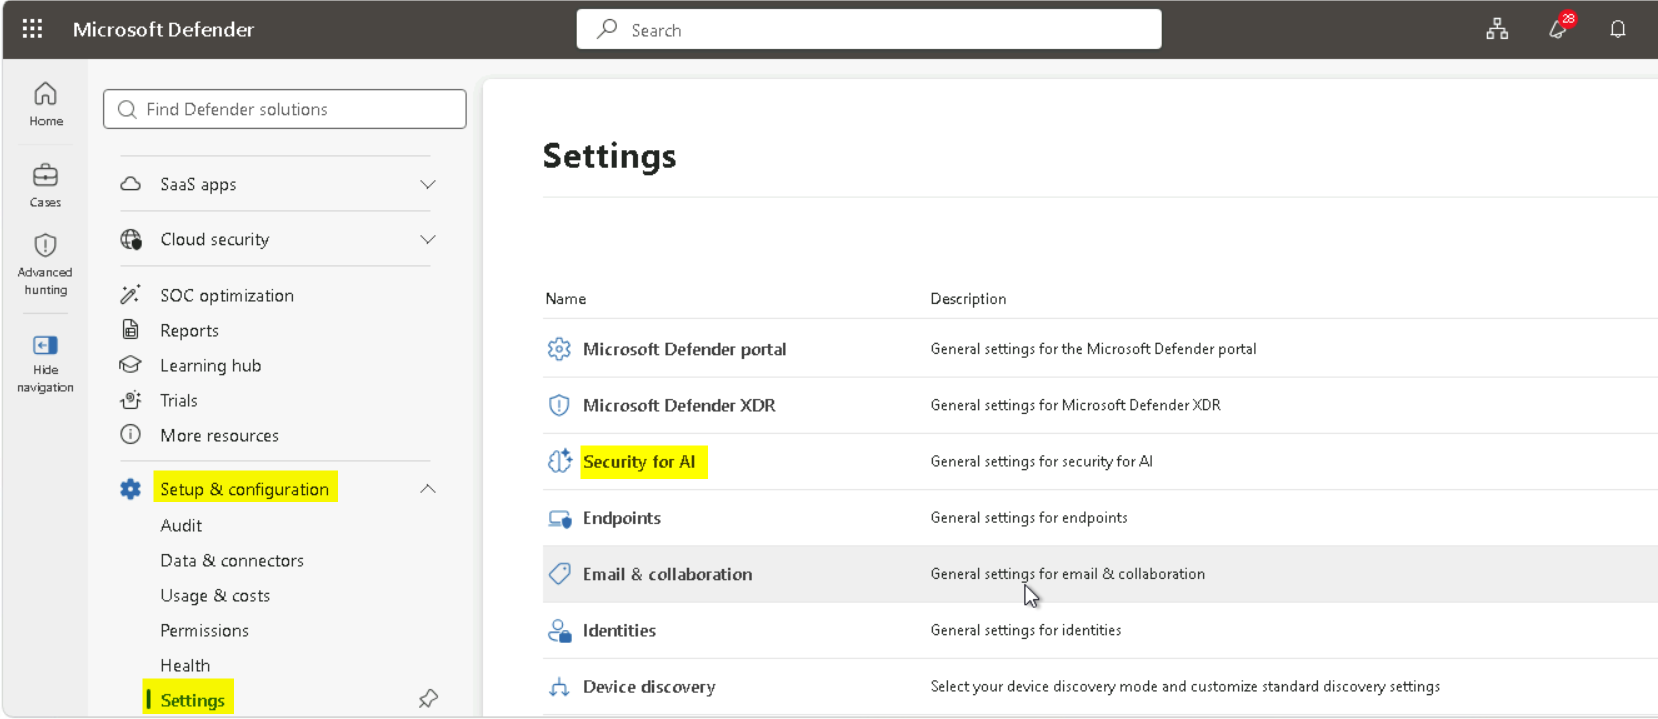 Microsoft Defender
Search
28
Home
Cases
Advanced
hunting
Hide
navigation
Find Defender solutions
SaaS apps
Cloud security
SOC optimization
Reports
Learning hub
Trials
More resources
Setup & configuration
Audit
Data & connectors
Usage & costs
Permissions
Health
Settings
Settings
Name Description
Microsoft Defender portal General settings for the Microsoft Defender portal
Microsoft Defender XDR General settings for Microsoft Defender XDR
Security for AI General settings for security for AI
Endpoints General settings for endpoints
Email & collaboration General settings for email & collaboration
Identities General settings for identities
Device discovery Select your device discovery mode and customize standard discovery settings